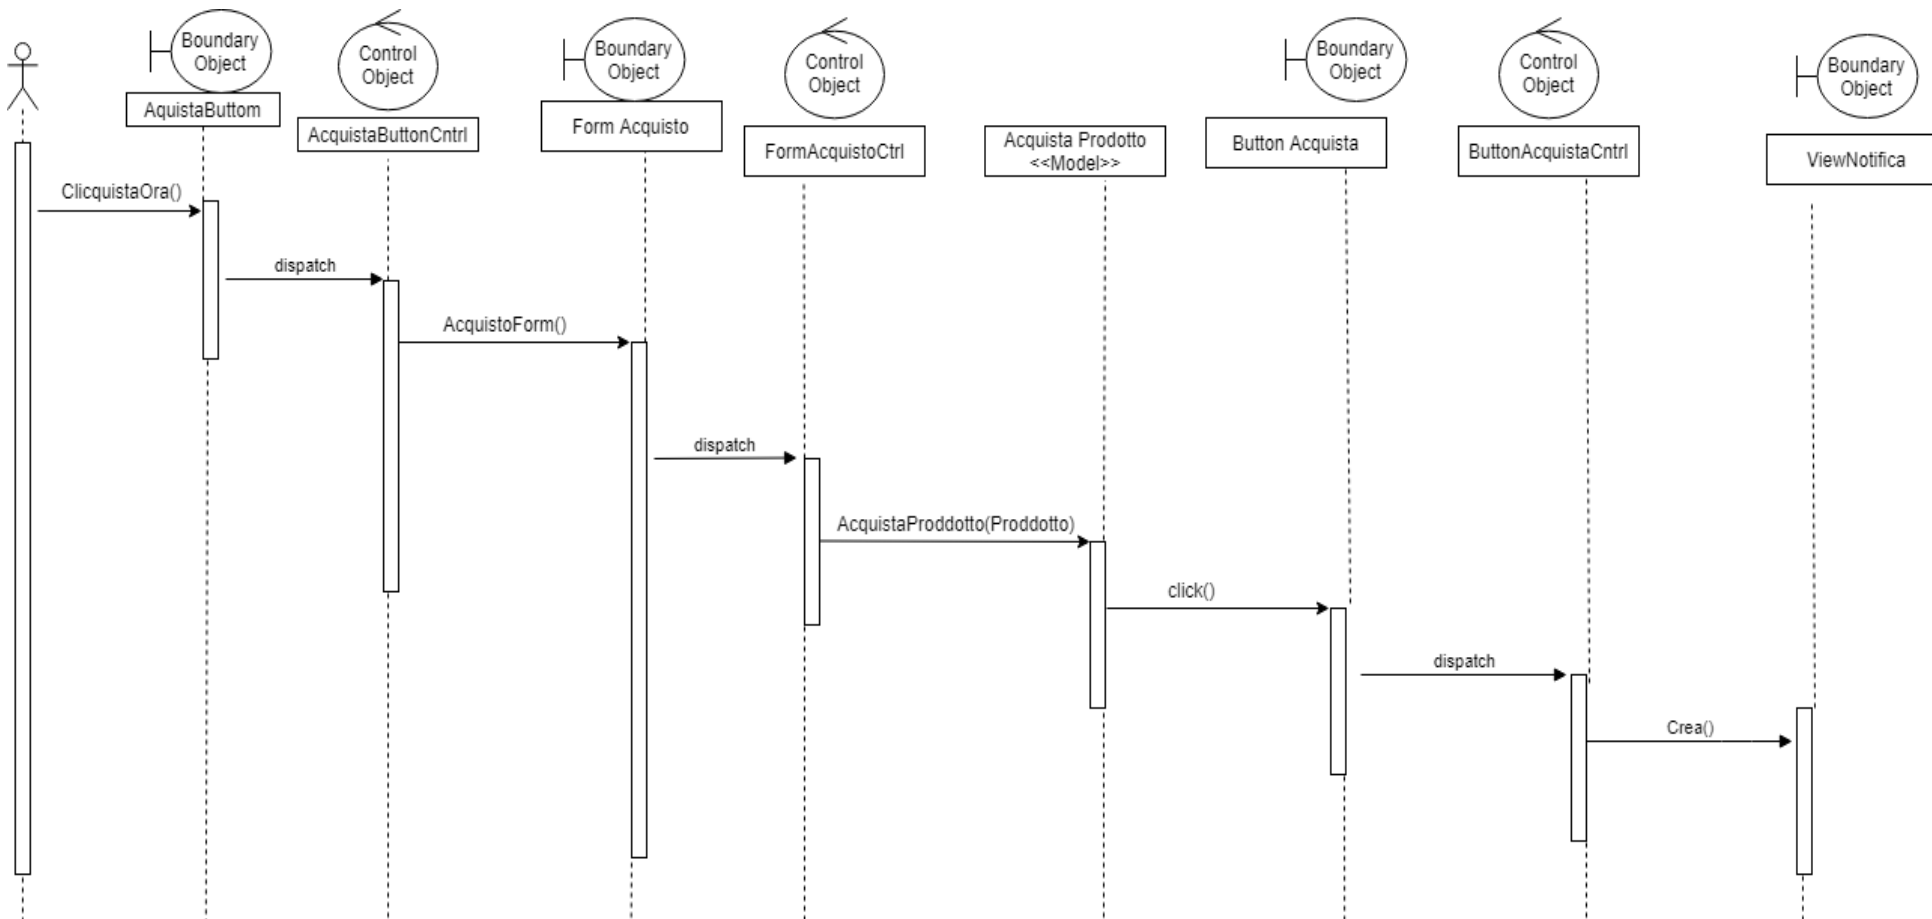 Boundary
Object
AquistaButtom
Control
Object
AcquistaButtonCntrl
Boundary
Object
Form Acquisto
Control
Object
FormAcquistoCtrl
Acquista Prodotto
<<Model>>
Boundary
Object
Button Acquista
Control
Object
ButtonAcquistaCntrl
Boundary
Object
ViewNotifica
ClicquistaOra()
dispatch
AcquistoForm()
dispatch
AcquistaProddotto(Proddotto)
click()
dispatch
Crea()